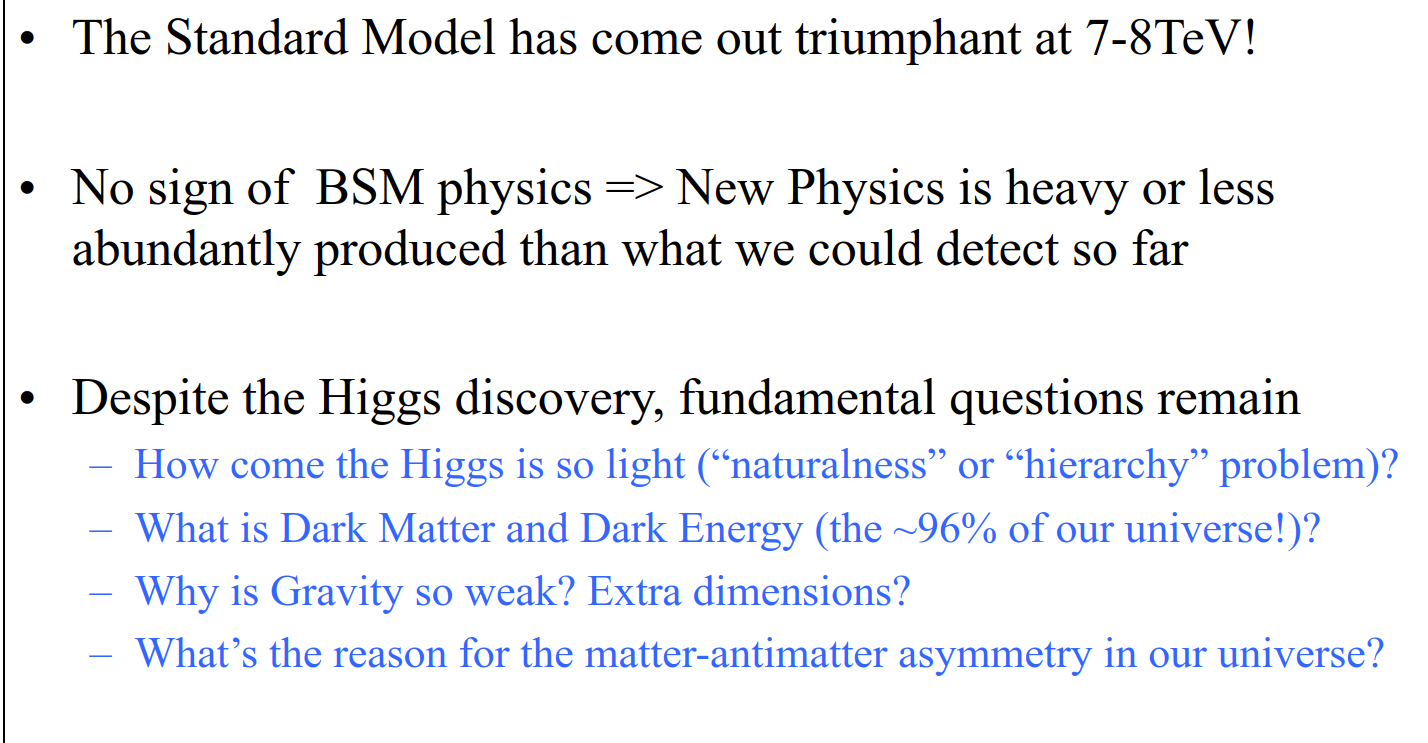 • The Standard Model has come out triumphant at 7-8TeV!
• No sign of BSM physics => New Physics is heavy or less
abundantly produced than what we could detect so far
• Despite the Higgs discovery, fundamental questions remain
– How come the Higgs is so light (“naturalness” or “hierarchy” problem)?
– What is Dark Matter and Dark Energy (the ~96% of our universe!)?
– Why is Gravity so weak? Extra dimensions?
– What’s the reason for the matter-antimatter asymmetry in our universe?